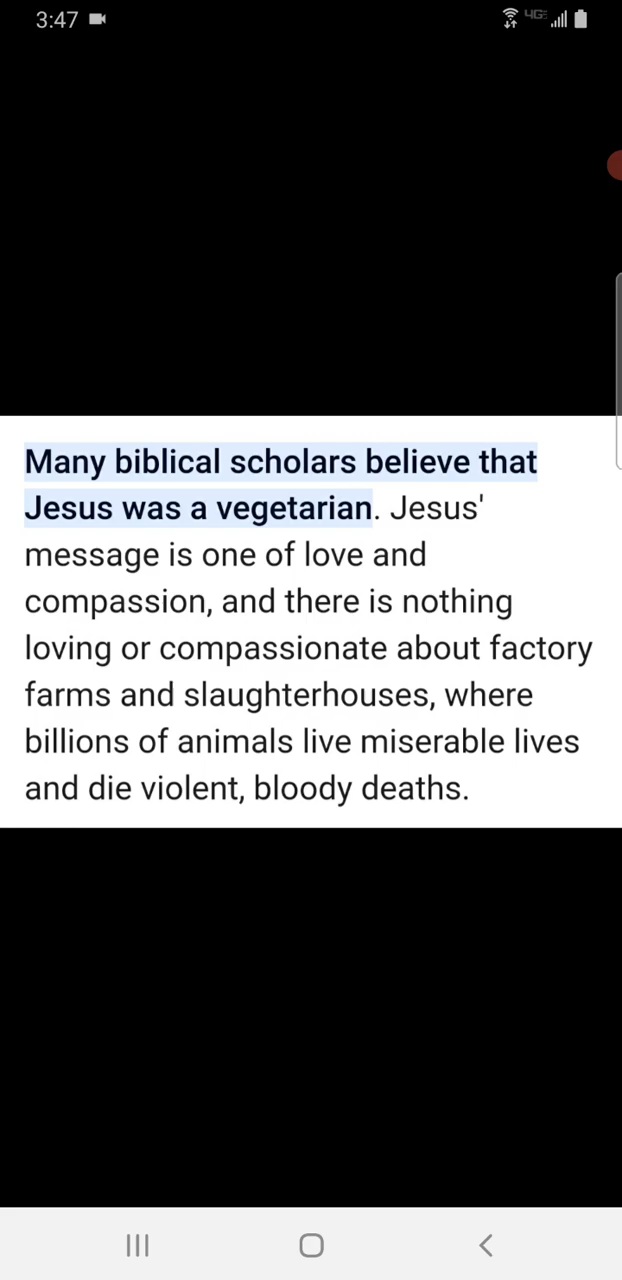 3:47
4GE
Many biblical scholars believe that
Jesus was a vegetarian. Jesus'
message is one of love and
compassion, and there is nothing
loving or compassionate about factory
farms and slaughterhouses, where
billions of animals live miserable lives
and die violent, bloody deaths.